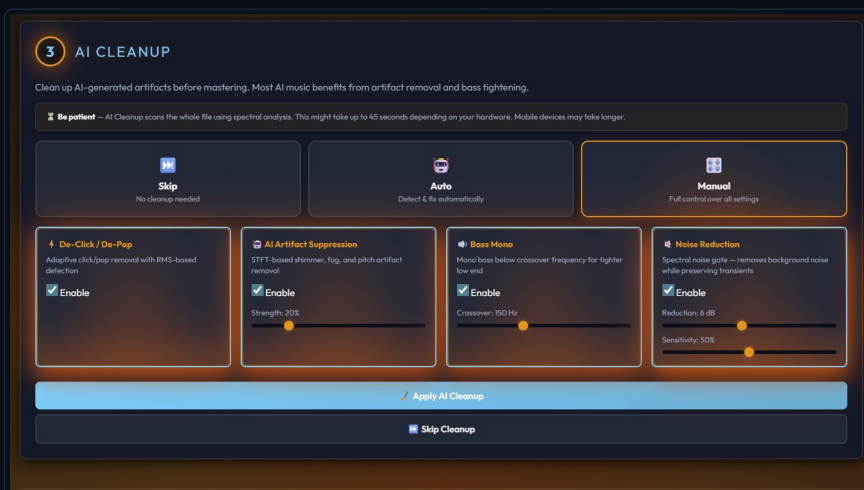 3 AI CLEANUP
Clean up AI-generated artifacts before mastering. Most AI music benefits from artifact removal and bass tightening.
Be patient — AI Cleanup scans the whole file using spectral analysis. This might take up to 45 seconds depending on your hardware. Mobile devices may take longer.
Skip
No cleanup needed
Auto
Detect & fix automatically
Manual
Full control over all settings
De-Click / De-Pop
Adaptive click/pop removal with RMS-based
detection
Enable
AI Artifact Suppression
STFT-based shimmer, fog, and pitch artifact
removal
Enable
Strength: 20%
Bass Mono
Mono bass below crossover frequency for tighter
low end
Enable
Crossover: 150 Hz
Noise Reduction
Spectral noise gate — removes background noise
while preserving transients
Enable
Reduction: 6 dB
Sensitivity: 50%
Apply AI Cleanup
Skip Cleanup